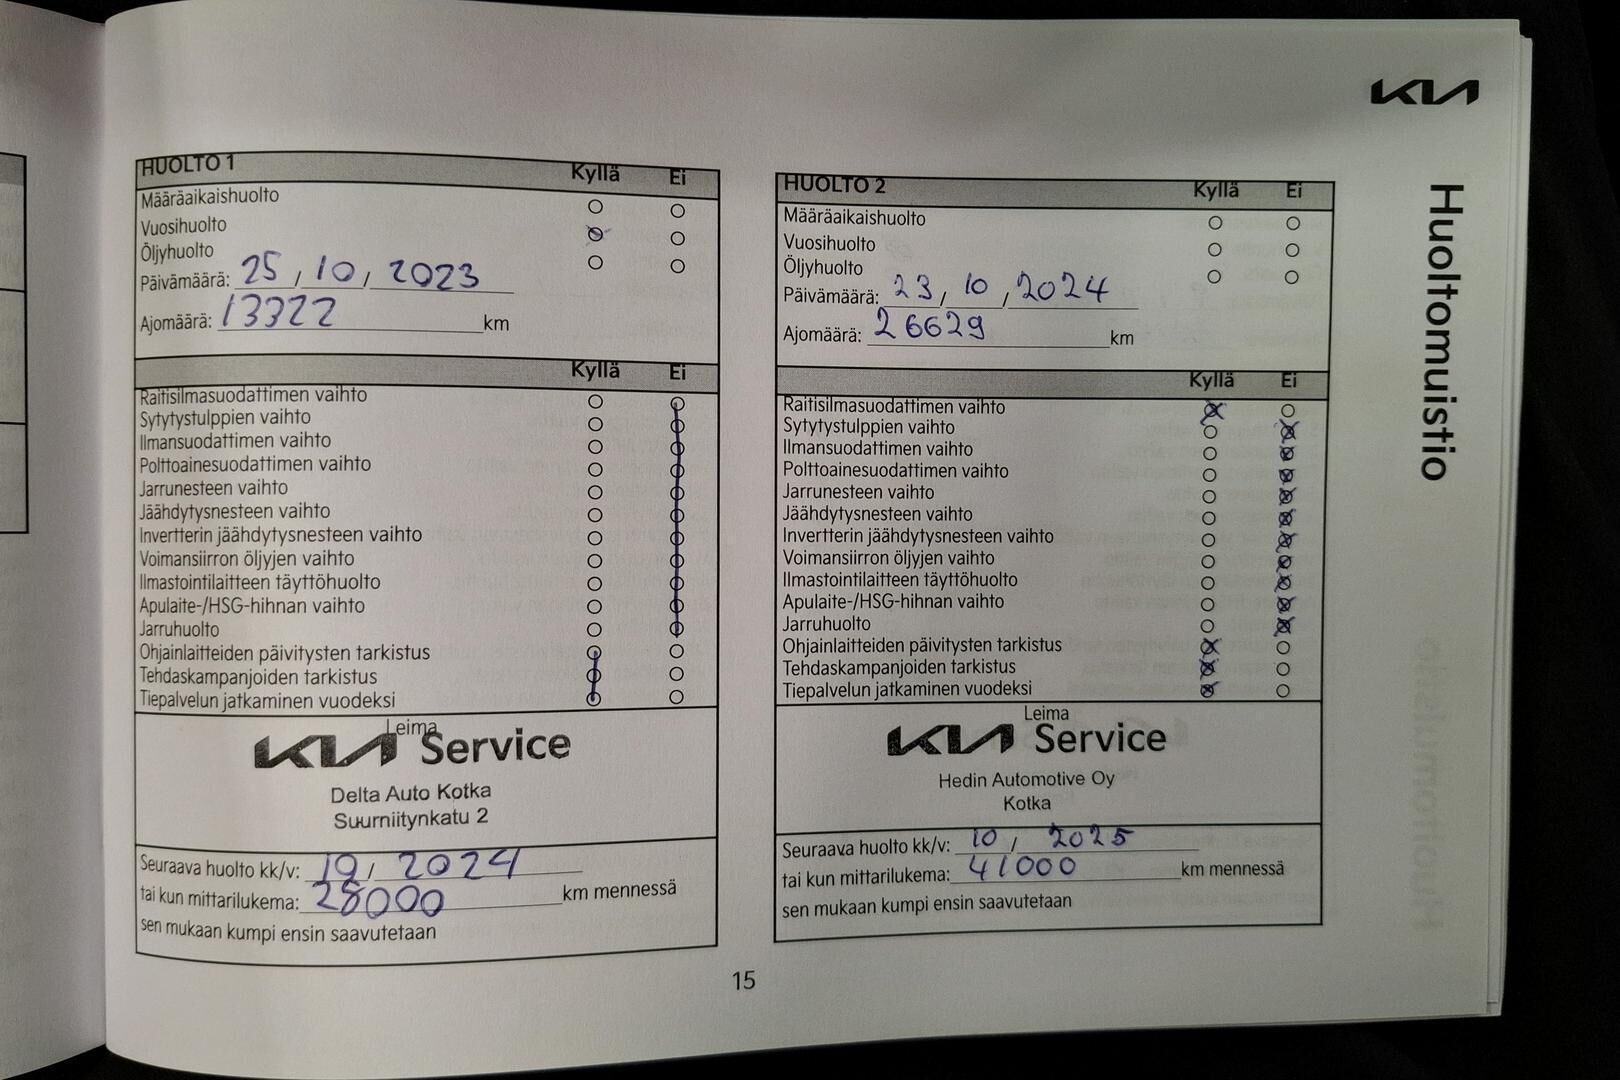 KIA
Huoltomuistio
HUOLTO 1 Kyllä Ei
Määräaikaishuolto
Vuosihuolto
Öljyhuolto
Päivämäärä: 25 / 10 / 2023
Ajomäärä: 13322 km
Kyllä Ei
Raitisilmasuodattimen vaihto
Sytytystulppien vaihto
Ilmansuodattimen vaihto
Polttoainesuodattimen vaihto
Jarrunesteen vaihto
Jäähdytysnesteen vaihto
Invertterin jäähdytysnesteen vaihto
Voimansiirron öljyjen vaihto
Ilmastointilaitteen täyttöhuolto
Apulaite-/HSG-hihnan vaihto
Jarruhuolto
Ohjainlaitteiden päivitysten tarkistus
Tehdaskampanjoiden tarkistus
Tiepalvelun jatkaminen vuodeksi
Leima
KIA Service
Delta Auto Kotka
Suurniitynkatu 2
Seuraava huolto kk/v: 10 / 2024
tai kun mittarilukema: 28000 km mennessä
sen mukaan kumpi ensin saavutetaan
HUOLTO 2 Kyllä Ei
Määräaikaishuolto
Vuosihuolto
Öljyhuolto
Päivämäärä: 23 / 10 / 2024
Ajomäärä: 26629 km
Kyllä Ei
Raitisilmasuodattimen vaihto
Sytytystulppien vaihto
Ilmansuodattimen vaihto
Polttoainesuodattimen vaihto
Jarrunesteen vaihto
Jäähdytysnesteen vaihto
Invertterin jäähdytysnesteen vaihto
Voimansiirron öljyjen vaihto
Ilmastointilaitteen täyttöhuolto
Apulaite-/HSG-hihnan vaihto
Jarruhuolto
Ohjainlaitteiden päivitysten tarkistus
Tehdaskampanjoiden tarkistus
Tiepalvelun jatkaminen vuodeksi
Leima
KIA Service
Hedin Automotive Oy
Kotka
Seuraava huolto kk/v: 10 / 2025
tai kun mittarilukema: 41000 km mennessä
sen mukaan kumpi ensin saavutetaan
15